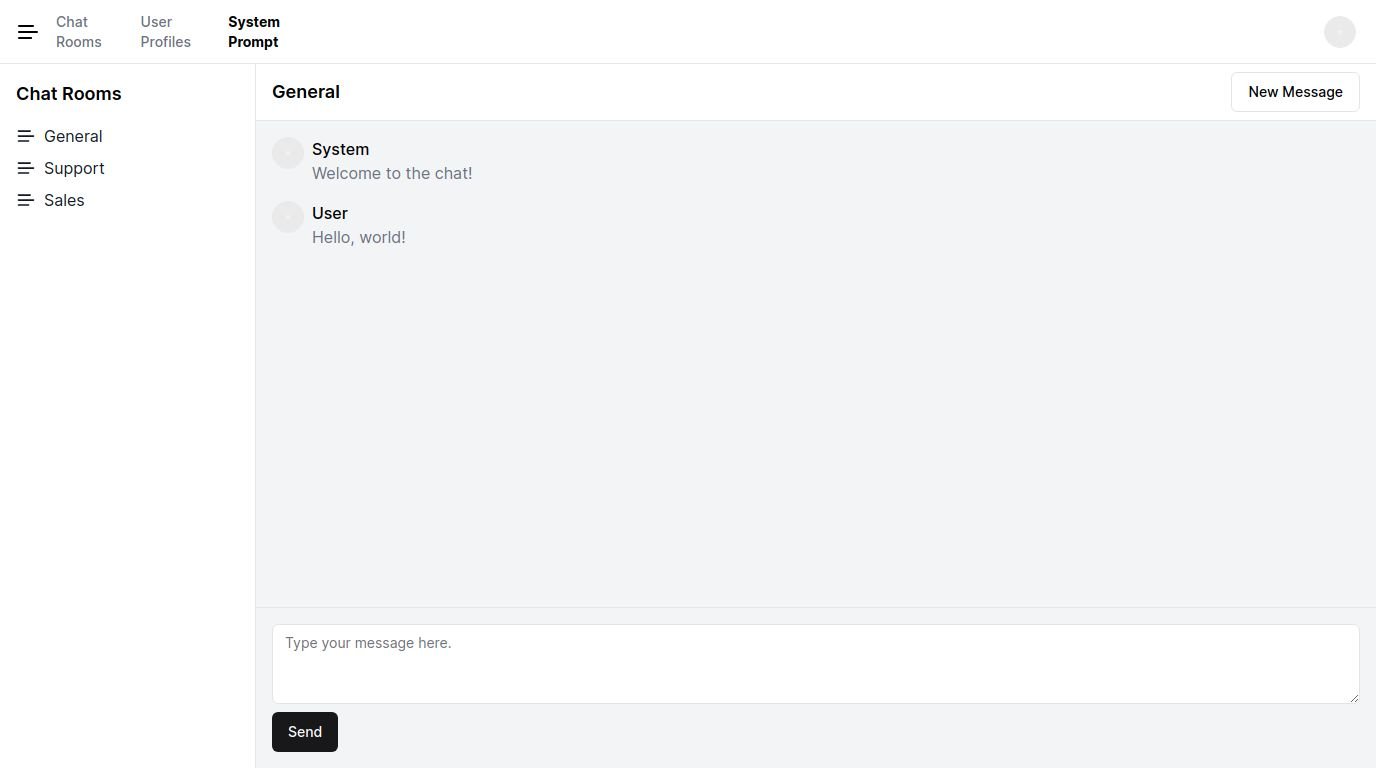 Chat
Rooms
User
Profiles
System
Prompt
Chat Rooms
General
Support
Sales
General
New Message
System
Welcome to the chat!
User
Hello, world!
Type your message here.
Send